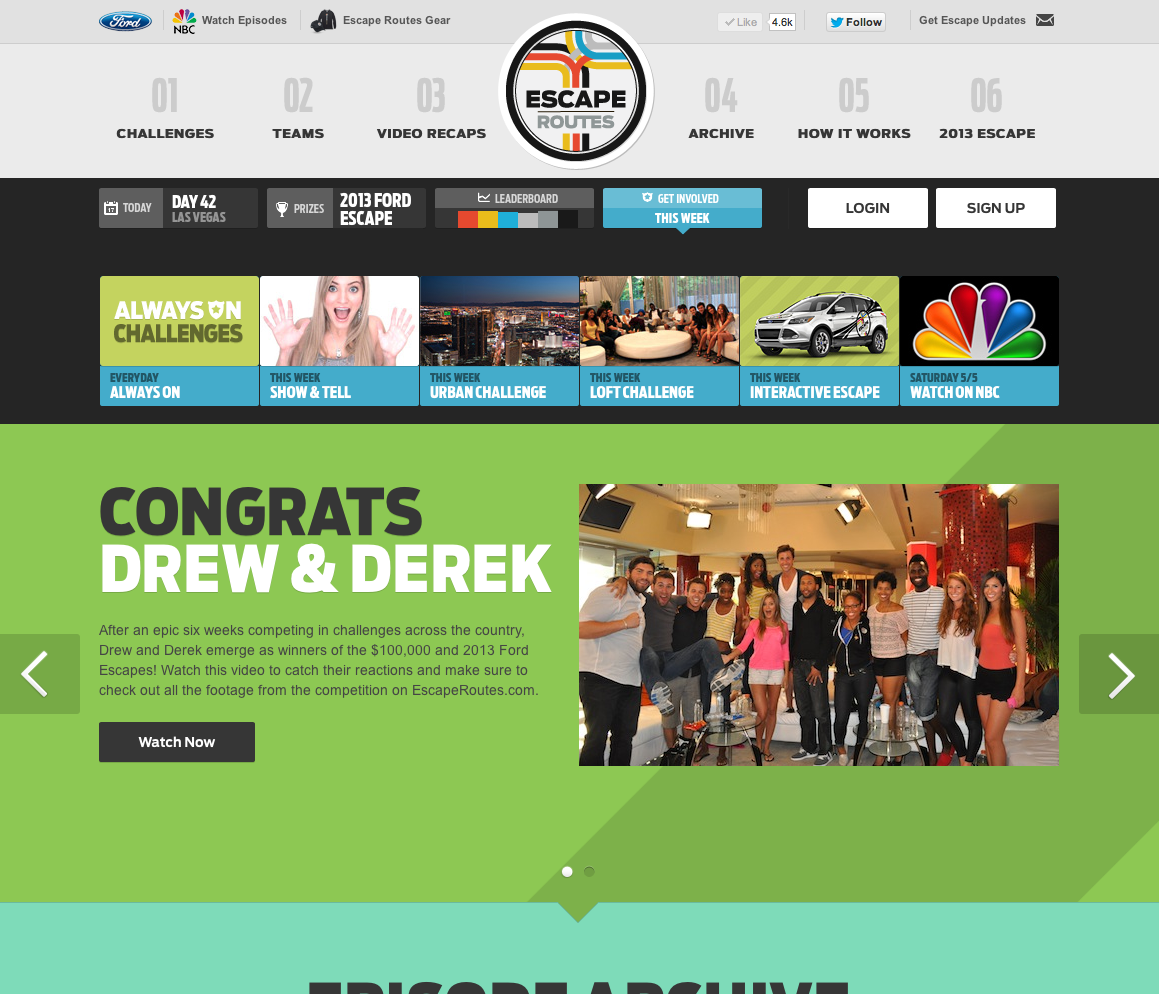 Ford
NBC
Watch Episodes
Escape Routes Gear
Like
4.6k
Follow
Get Escape Updates
01
CHALLENGES
02
TEAMS
03
VIDEO RECAPS
ESCAPE
ROUTES
04
ARCHIVE
05
HOW IT WORKS
06
2013 ESCAPE
TODAY
DAY 42
LAS VEGAS
PRIZES
2013 FORD
ESCAPE
LEADERBOARD
GET INVOLVED
THIS WEEK
LOGIN
SIGN UP
ALWAYS ON
CHALLENGES
EVERYDAY
ALWAYS ON
THIS WEEK
SHOW & TELL
THIS WEEK
URBAN CHALLENGE
THIS WEEK
LOFT CHALLENGE
THIS WEEK
INTERACTIVE ESCAPE
SATURDAY 5/5
WATCH ON NBC
CONGRATS
DREW & DEREK
After an epic six weeks competing in challenges across the country,
Drew and Derek emerge as winners of the $100,000 and 2013 Ford
Escapes! Watch this video to catch their reactions and make sure to
check out all the footage from the competition on EscapeRoutes.com.
Watch Now
EPISODE ARCHIVE